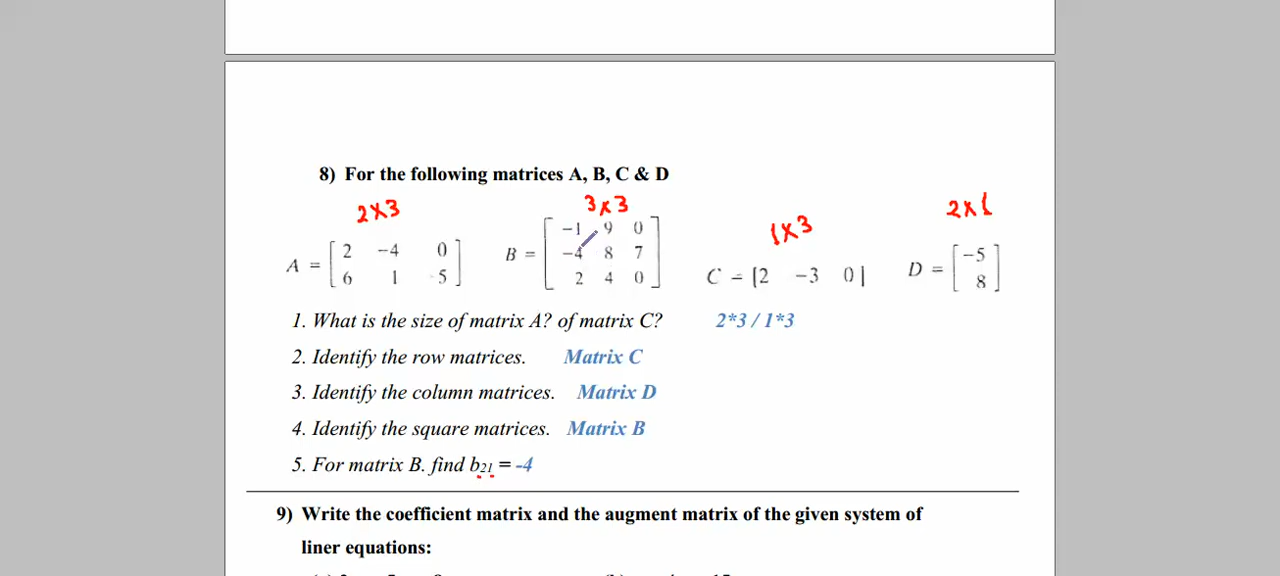 8) For the following matrices A, B, C & D
2x3
3x3
1x3
2x1
A = [2 -4 0
6 1 -5]
B = [-1 9 0
-4 8 7
2 4 0]
C = [2 -3 0]
D = [-5
8]
1. What is the size of matrix A? of matrix C? 2*3 / 1*3
2. Identify the row matrices. Matrix C
3. Identify the column matrices. Matrix D
4. Identify the square matrices. Matrix B
5. For matrix B. find b21 = -4
9) Write the coefficient matrix and the augment matrix of the given system of
liner equations: